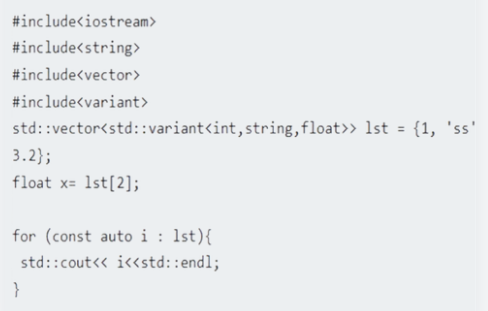 #include<iostream>
#include<string>
#include<vector>
#include<variant>
std::vector<std::variant<int,string,float>> lst = {1, 'ss'
3.2};
float x= lst[2];
for (const auto i : lst){
std::cout<< i<<std::endl;
}